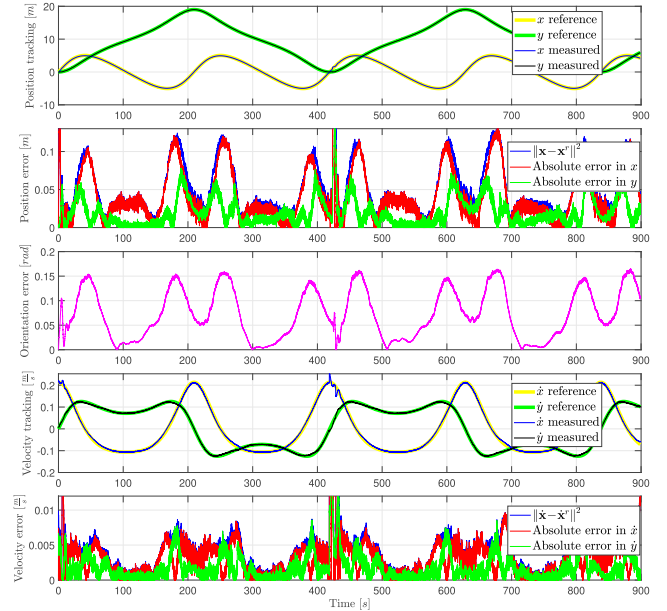 Position tracking [m]
20
10
0
-10
0 100 200 300 400 500 600 700 800 900
x reference
y reference
x measured
y measured
Position error [m]
0.1
0.05
0
0 100 200 300 400 500 600 700 800 900
‖x−xʳ‖²
Absolute error in x
Absolute error in y
Orientation error [rad]
0.2
0.15
0.1
0.05
0
0 100 200 300 400 500 600 700 800 900
Velocity tracking [m/s]
0.2
0.1
0
-0.1
-0.2
0 100 200 300 400 500 600 700 800 900
ẋ reference
ẏ reference
ẋ measured
ẏ measured
Velocity error [m/s]
0.01
0.005
0
0 100 200 300 400 500 600 700 800 900
‖ẋ−ẋʳ‖²
Absolute error in ẋ
Absolute error in ẏ
Time [s]